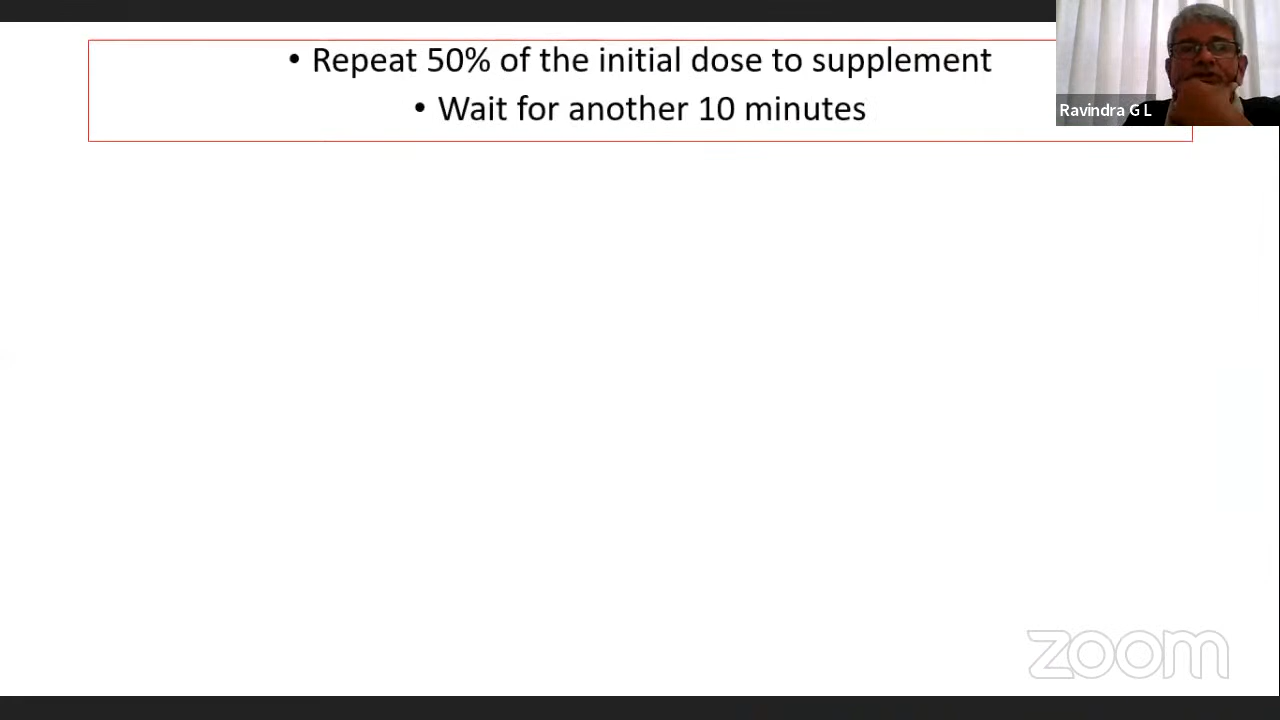 • Repeat 50% of the initial dose to supplement
• Wait for another 10 minutes
Ravindra G L
zoom